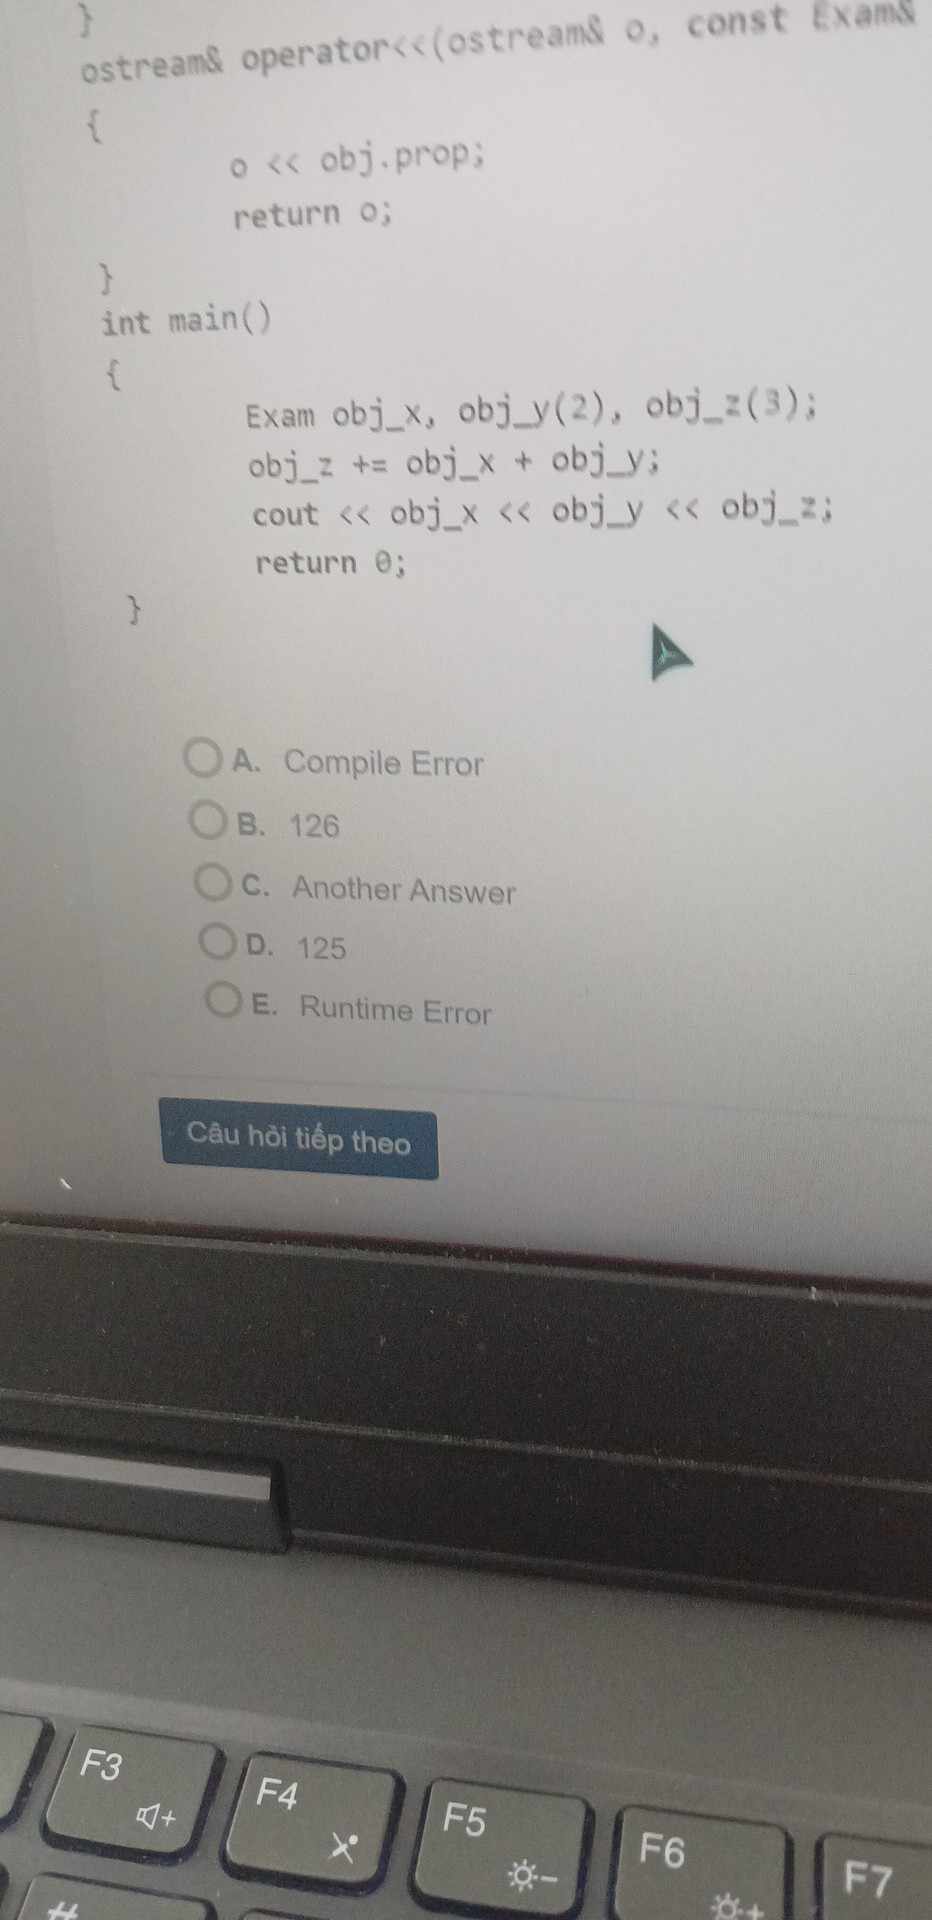 }
ostream& operator<<(ostream& o, const Exam&
{
o << obj.prop;
return o;
}
int main()
{
Exam obj_x, obj_y(2), obj_z(3);
obj_z += obj_x + obj_y;
cout << obj_x << obj_y << obj_z;
return 0;
}
A. Compile Error
B. 126
C. Another Answer
D. 125
E. Runtime Error
Câu hỏi tiếp theo
F3
F4
F5
F6
F7
#